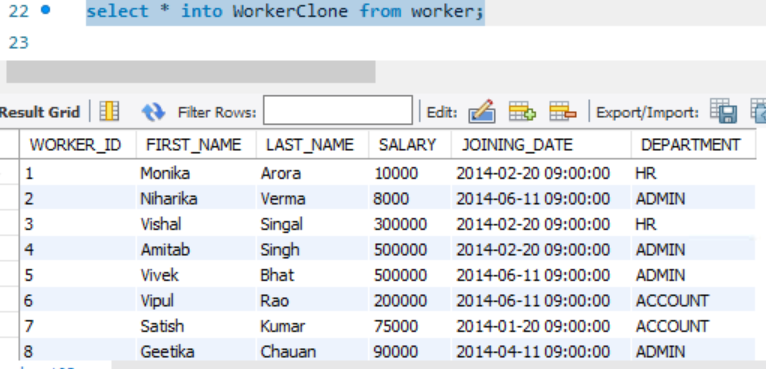 22 select * into WorkerClone from worker;
23
Result Grid Filter Rows: Edit: Export/Import:
WORKER_ID FIRST_NAME LAST_NAME SALARY JOINING_DATE DEPARTMENT
1 Monika Arora 10000 2014-02-20 09:00:00 HR
2 Niharika Verma 8000 2014-06-11 09:00:00 ADMIN
3 Vishal Singal 300000 2014-02-20 09:00:00 HR
4 Amitab Singh 500000 2014-02-20 09:00:00 ADMIN
5 Vivek Bhat 500000 2014-06-11 09:00:00 ADMIN
6 Vipul Rao 200000 2014-06-11 09:00:00 ACCOUNT
7 Satish Kumar 75000 2014-01-20 09:00:00 ACCOUNT
8 Geetika Chauan 90000 2014-04-11 09:00:00 ADMIN